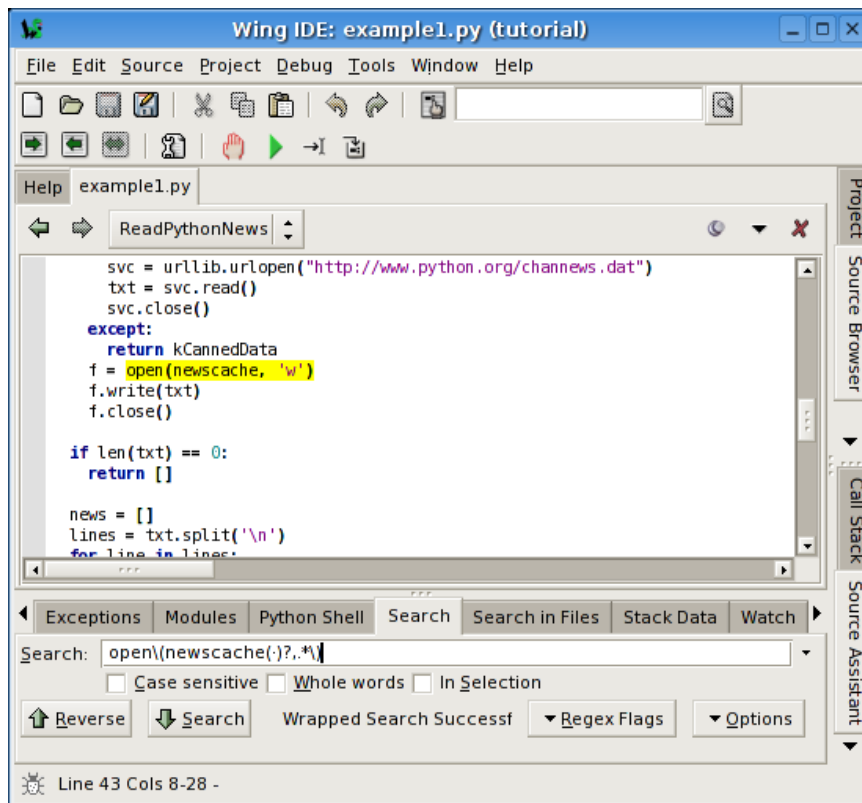 Wing IDE: example1.py (tutorial)
File Edit Source Project Debug Tools Window Help
Help example1.py
ReadPythonNews
svc = urllib.urlopen("http://www.python.org/channews.dat")
txt = svc.read()
svc.close()
except:
return kCannedData
f = open(newscache, 'w')
f.write(txt)
f.close()
if len(txt) == 0:
return []
news = []
lines = txt.split('\n')
for line in lines:
Project
Source Browser
Call Stack
Source Assistant
Exceptions Modules Python Shell Search Search in Files Stack Data Watch
Search: open\(newscache(·)?,.*\)
Case sensitive Whole words In Selection
Reverse Search Wrapped Search Successf Regex Flags Options
Line 43 Cols 8-28 -